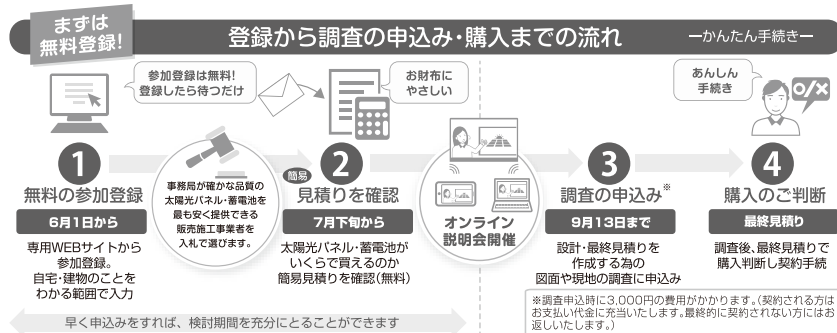 まずは
無料登録!
登録から調査の申込み・購入までの流れ
ーかんたん手続きー
参加登録は無料!
登録したら待つだけ
お財布に
やさしい
あんしん
手続き
○/×
1
無料の参加登録
6月1日から
専用WEBサイトから
参加登録。
自宅・建物のことを
わかる範囲で入力
事務局が確かな品質の
太陽光パネル・蓄電池を
最も安く提供できる
販売施工事業者を
入札で選びます。
2
簡易
見積りを確認
7月下旬から
太陽光パネル・蓄電池が
いくらで買えるのか
簡易見積りを確認(無料)
オンライン
説明会開催
3
調査の申込み※
9月13日まで
設計・最終見積りを
作成する為の
図面や現地の調査に申込み
4
購入のご判断
最終見積り
調査後、最終見積りで
購入判断し契約手続
早く申込みをすれば、検討期間を充分にとることができます
※調査申込時に3,000円の費用がかかります。(契約される方は
お支払い代金に充当いたします。最終的に契約されない方にはお
返しいたします。)